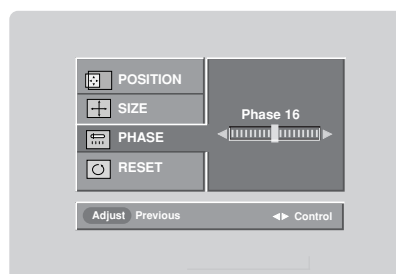 POSITION
SIZE
PHASE
RESET
Phase 16
Adjust Previous
◄► Control